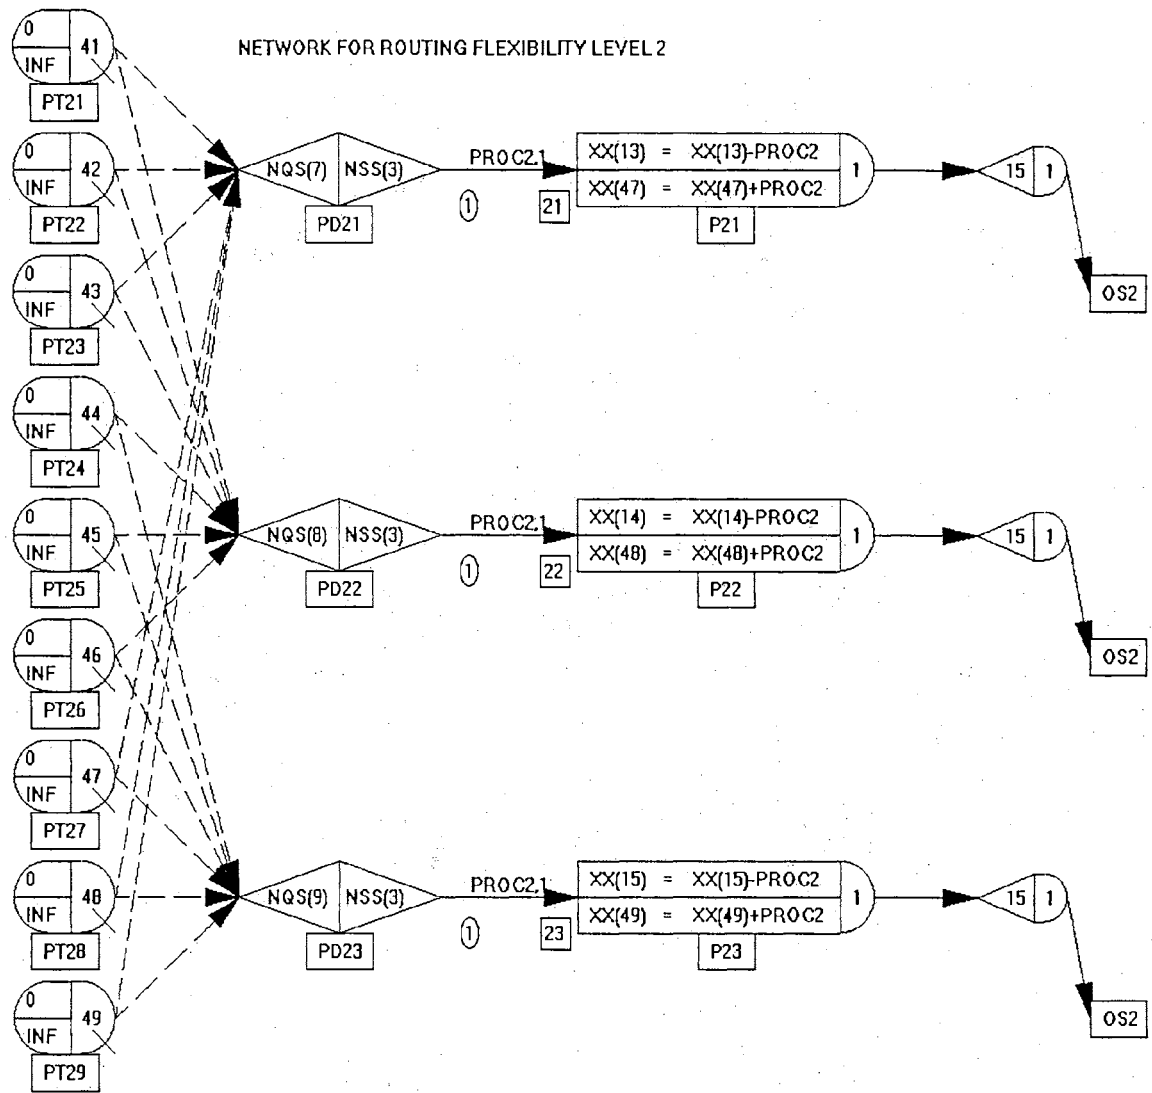 NETWORK FOR ROUTING FLEXIBILITY LEVEL 2
0
41
INF
PT21
0
42
INF
PT22
0
43
INF
PT23
0
44
INF
PT24
0
45
INF
PT25
0
46
INF
PT26
0
47
INF
PT27
0
48
INF
PT28
0
49
INF
PT29
NQS(7) NSS(3)
PD21
PROC2,1
1
21
XX(13) = XX(13)-PROC2
XX(47) = XX(47)+PROC2
1
P21
15 1
OS2
NQS(8) NSS(3)
PD22
PROC2,1
1
22
XX(14) = XX(14)-PROC2
XX(48) = XX(48)+PROC2
1
P22
15 1
OS2
NQS(9) NSS(3)
PD23
PROC2,1
1
23
XX(15) = XX(15)-PROC2
XX(49) = XX(49)+PROC2
1
P23
15 1
OS2